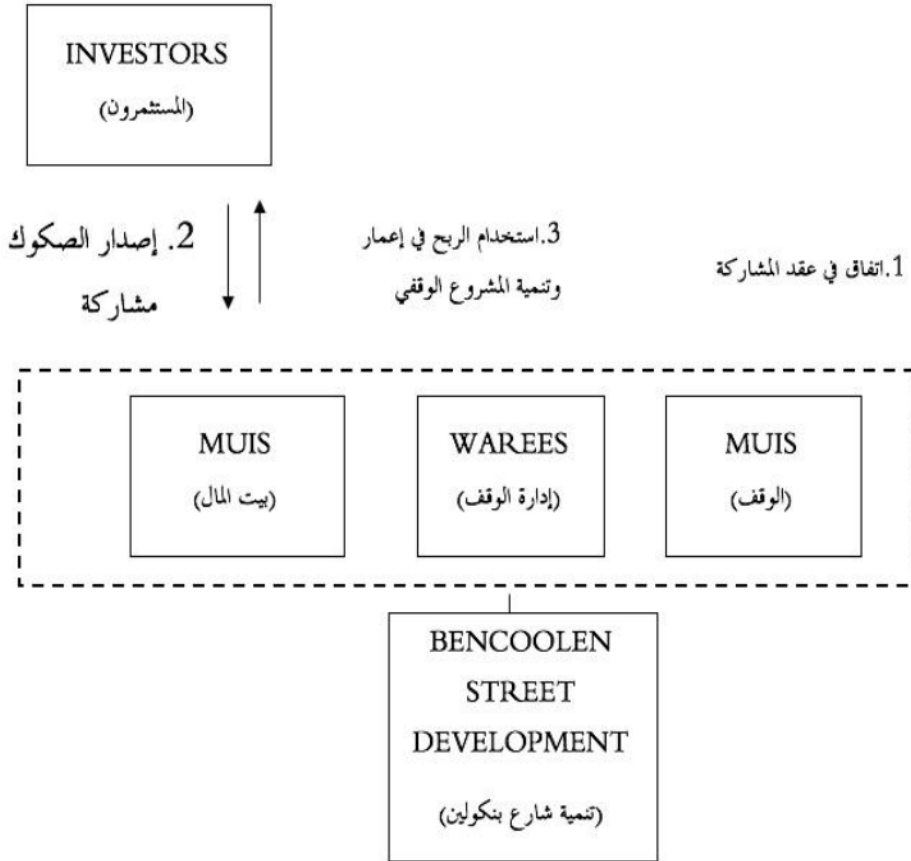 INVESTORS
(المستثمرون)
2. إصدار الصكوك
مشاركة
3.استخدام الربح في إعمار
وتنمية المشروع الوقفي
1.اتفاق في عقد المشاركة
MUIS
(بيت المال)
WAREES
(إدارة الوقف)
MUIS
(الوقف)
BENCOOLEN
STREET
DEVELOPMENT
(تنمية شارع بنكولين)